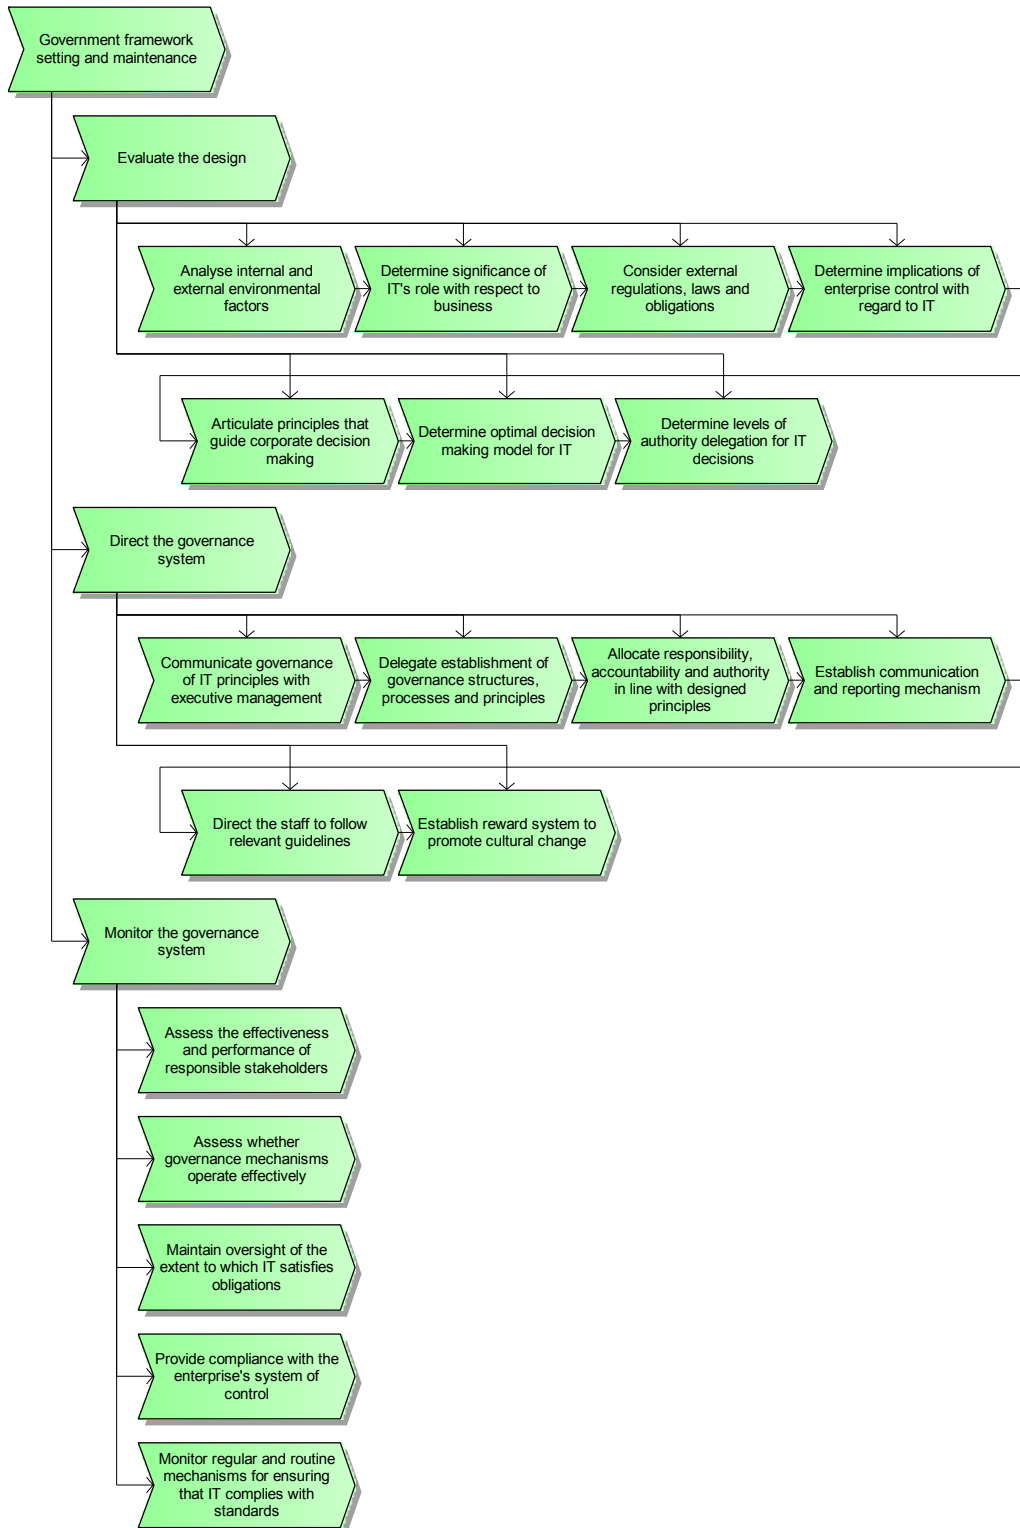 Government framework
setting and maintenance
Evaluate the design
Analyse internal and
external environmental
factors
Determine significance of
IT's role with respect to
business
Consider external
regulations, laws and
obligations
Determine implications of
enterprise control with
regard to IT
Articulate principles that
guide corporate decision
making
Determine optimal decision
making model for IT
Determine levels of
authority delegation for IT
decisions
Direct the governance
system
Communicate governance
of IT principles with
executive management
Delegate establishment of
governance structures,
processes and principles
Allocate responsibility,
accountability and authority
in line with designed
principles
Establish communication
and reporting mechanism
Direct the staff to follow
relevant guidelines
Establish reward system to
promote cultural change
Monitor the governance
system
Assess the effectiveness
and performance of
responsible stakeholders
Assess whether
governance mechanisms
operate effectively
Maintain oversight of the
extent to which IT satisfies
obligations
Provide compliance with the
enterprise's system of
control
Monitor regular and routine
mechanisms for ensuring
that IT complies with
standards